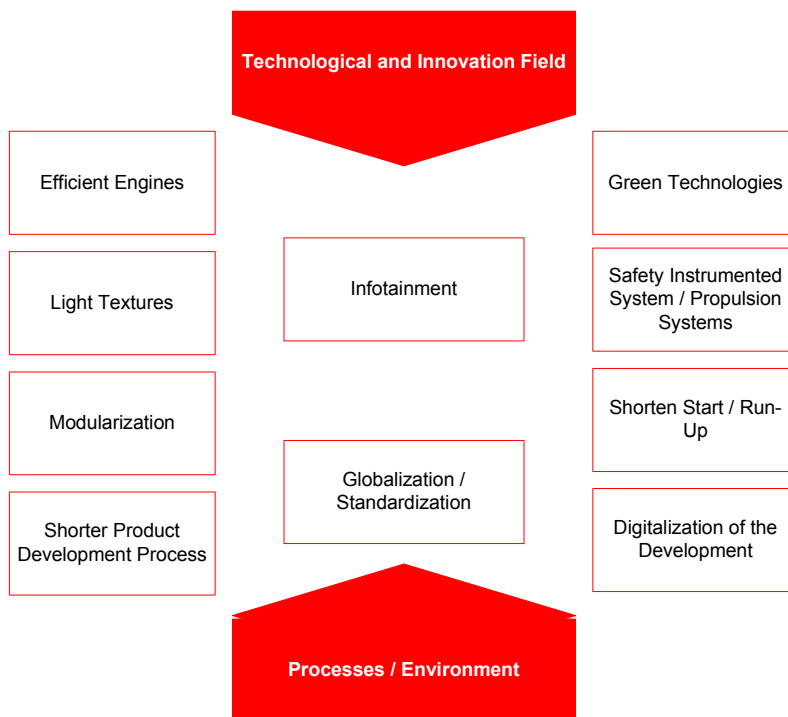 Technological and Innovation Field
Efficient Engines
Green Technologies
Infotainment
Light Textures
Safety Instrumented
System / Propulsion
Systems
Modularization
Shorten Start / Run-
Up
Globalization /
Standardization
Shorter Product
Development Process
Digitalization of the
Development
Processes / Environment